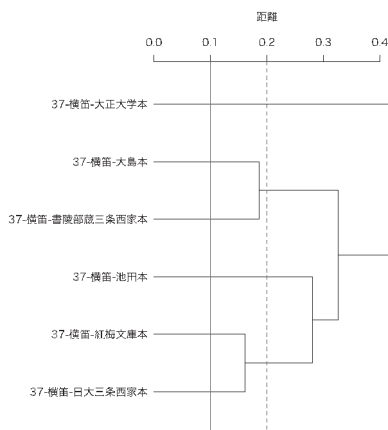 距離
0.0 0.1 0.2 0.3 0.4
37-横笛-大正大学本
37-横笛-大島本
37-横笛-書陵部蔵三条西家本
37-横笛-池田本
37-横笛-紅梅文庫本
37-横笛-日大三条西家本